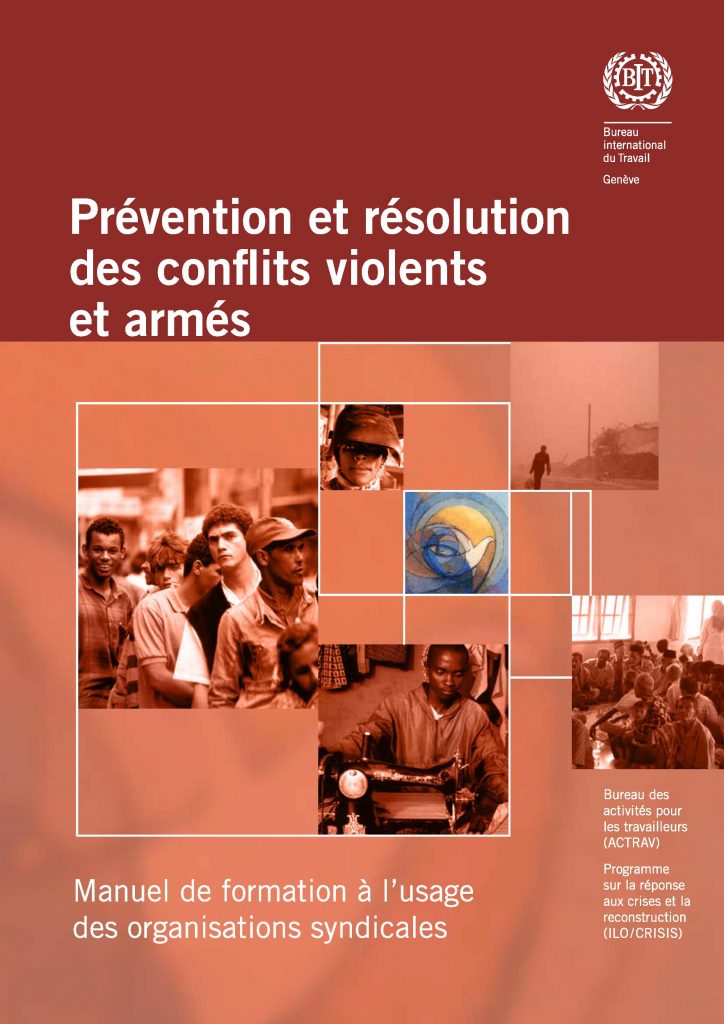 BIT
Bureau
international
du Travail
Genève
Prévention et résolution
des conflits violents
et armés
Bureau des
activités pour
les travailleurs
(ACTRAV)
Programme
sur la réponse
aux crises et la
reconstruction
(ILO/CRISIS)
Manuel de formation à l’usage
des organisations syndicales